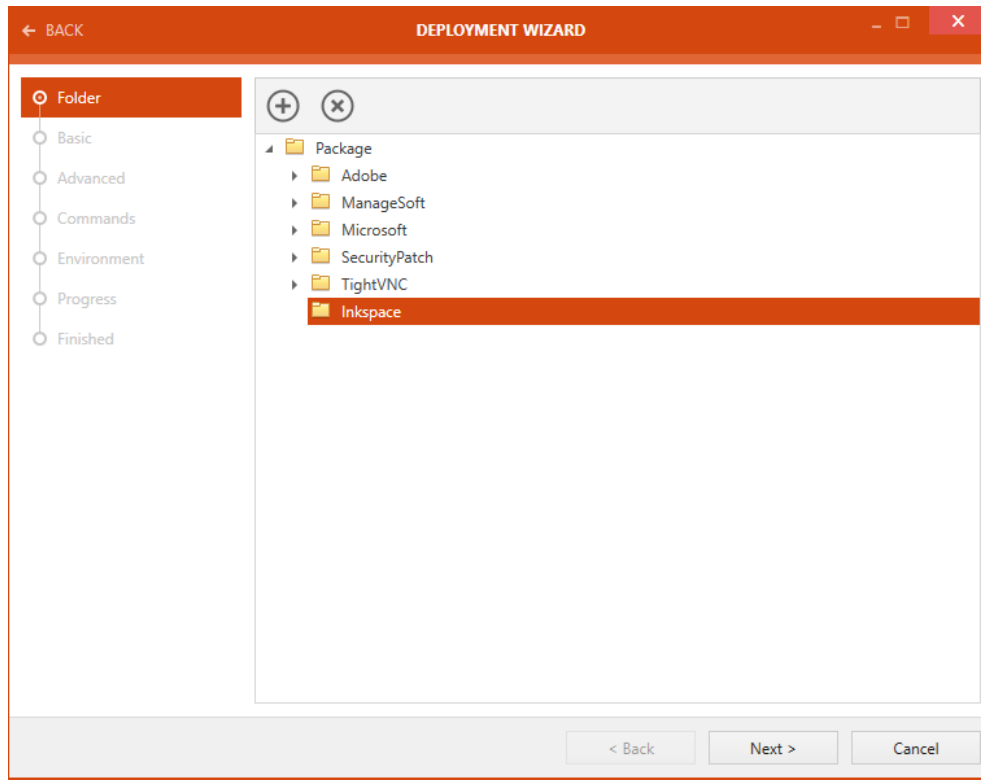 BACK
DEPLOYMENT WIZARD
Folder
Basic
Advanced
Commands
Environment
Progress
Finished
Package
Adobe
ManageSoft
Microsoft
SecurityPatch
TightVNC
Inkspace
< Back
Next >
Cancel